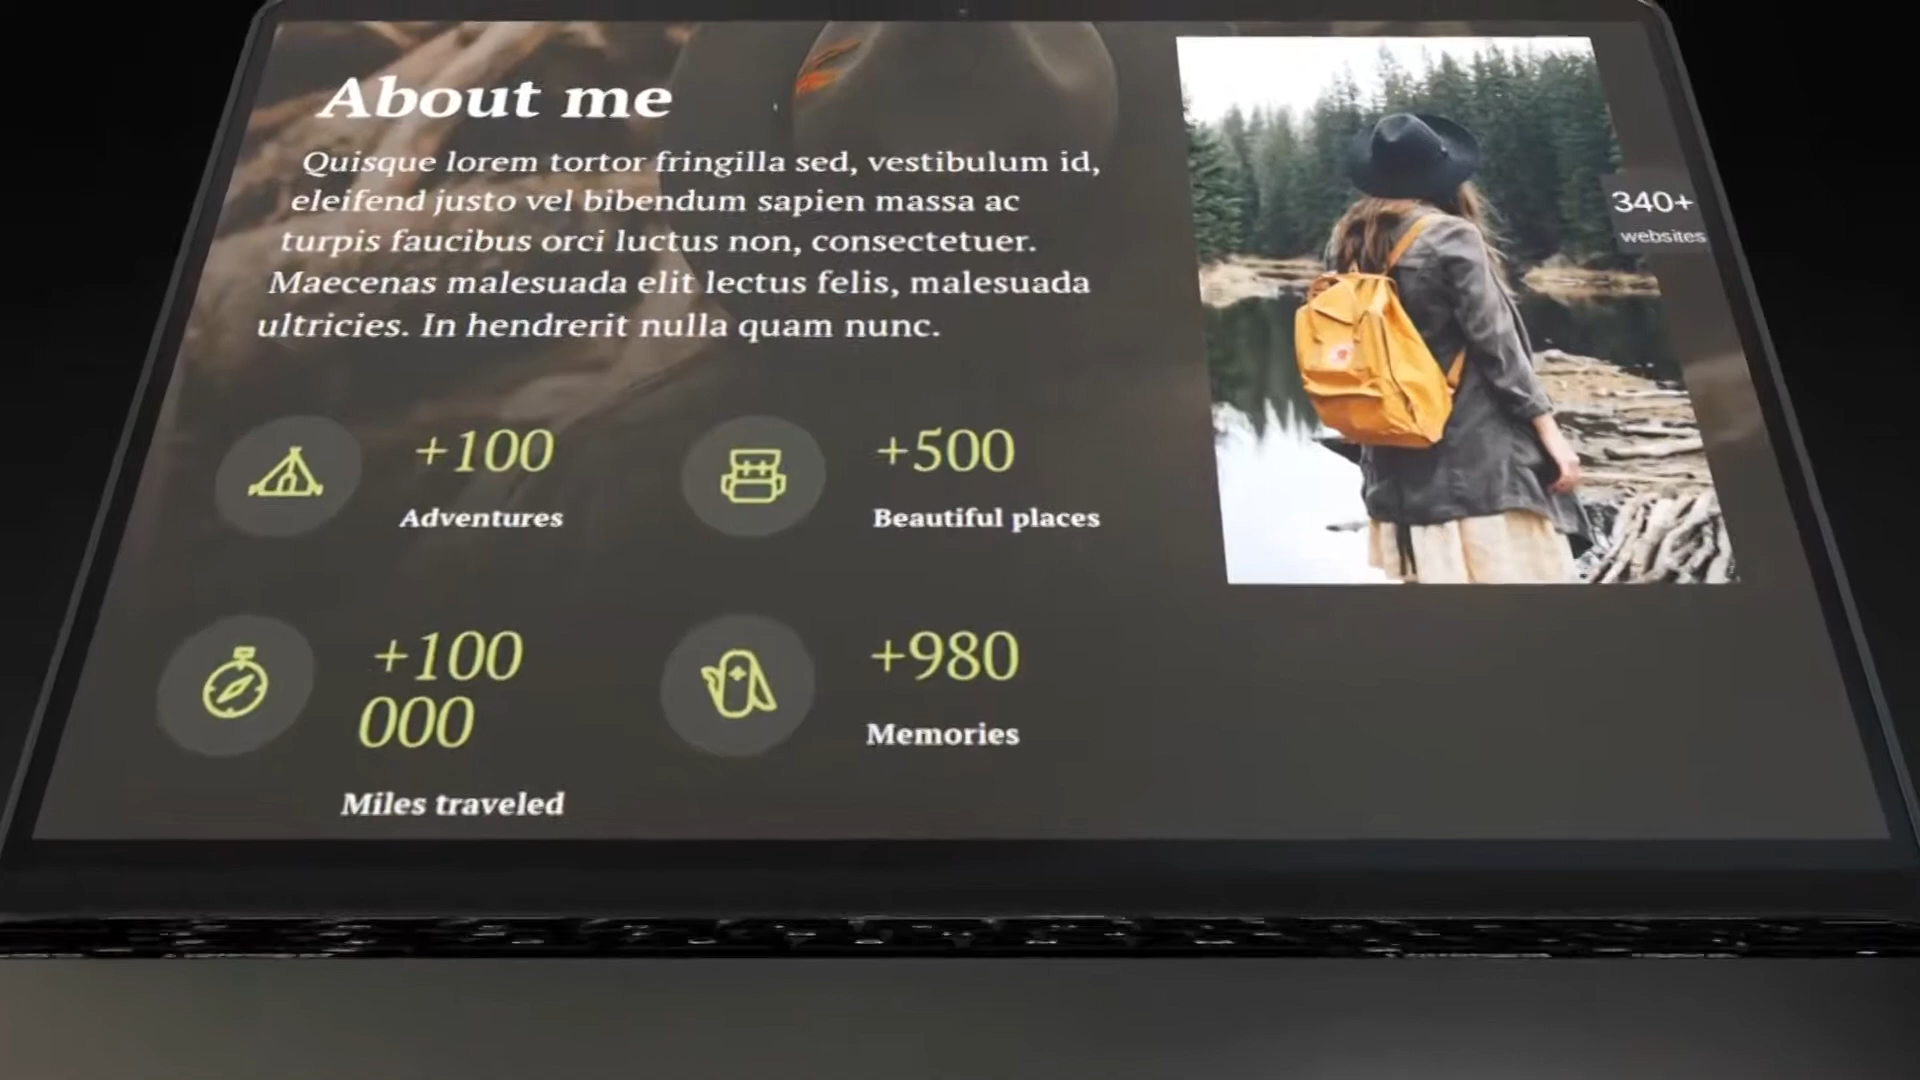 About me
Quisque lorem tortor fringilla sed, vestibulum id,
eleifend justo vel bibendum sapien massa ac
turpis faucibus orci luctus non, consectetuer.
Maecenas malesuada elit lectus felis, malesuada
ultricies. In hendrerit nulla quam nunc.
340+
websites
+100
Adventures
+500
Beautiful places
+100
000
Miles traveled
+980
Memories